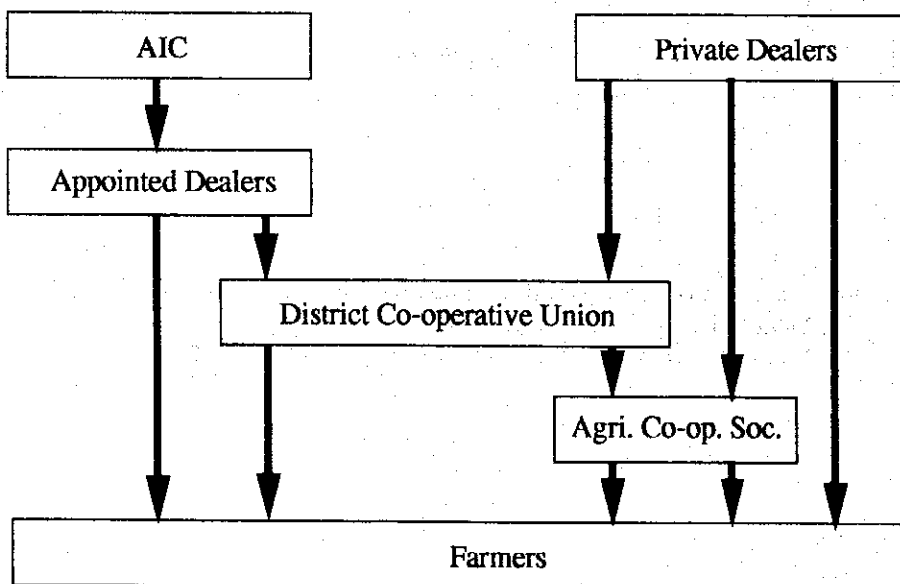 AIC
Private Dealers
Appointed Dealers
District Co-operative Union
Agri. Co-op. Soc.
Farmers